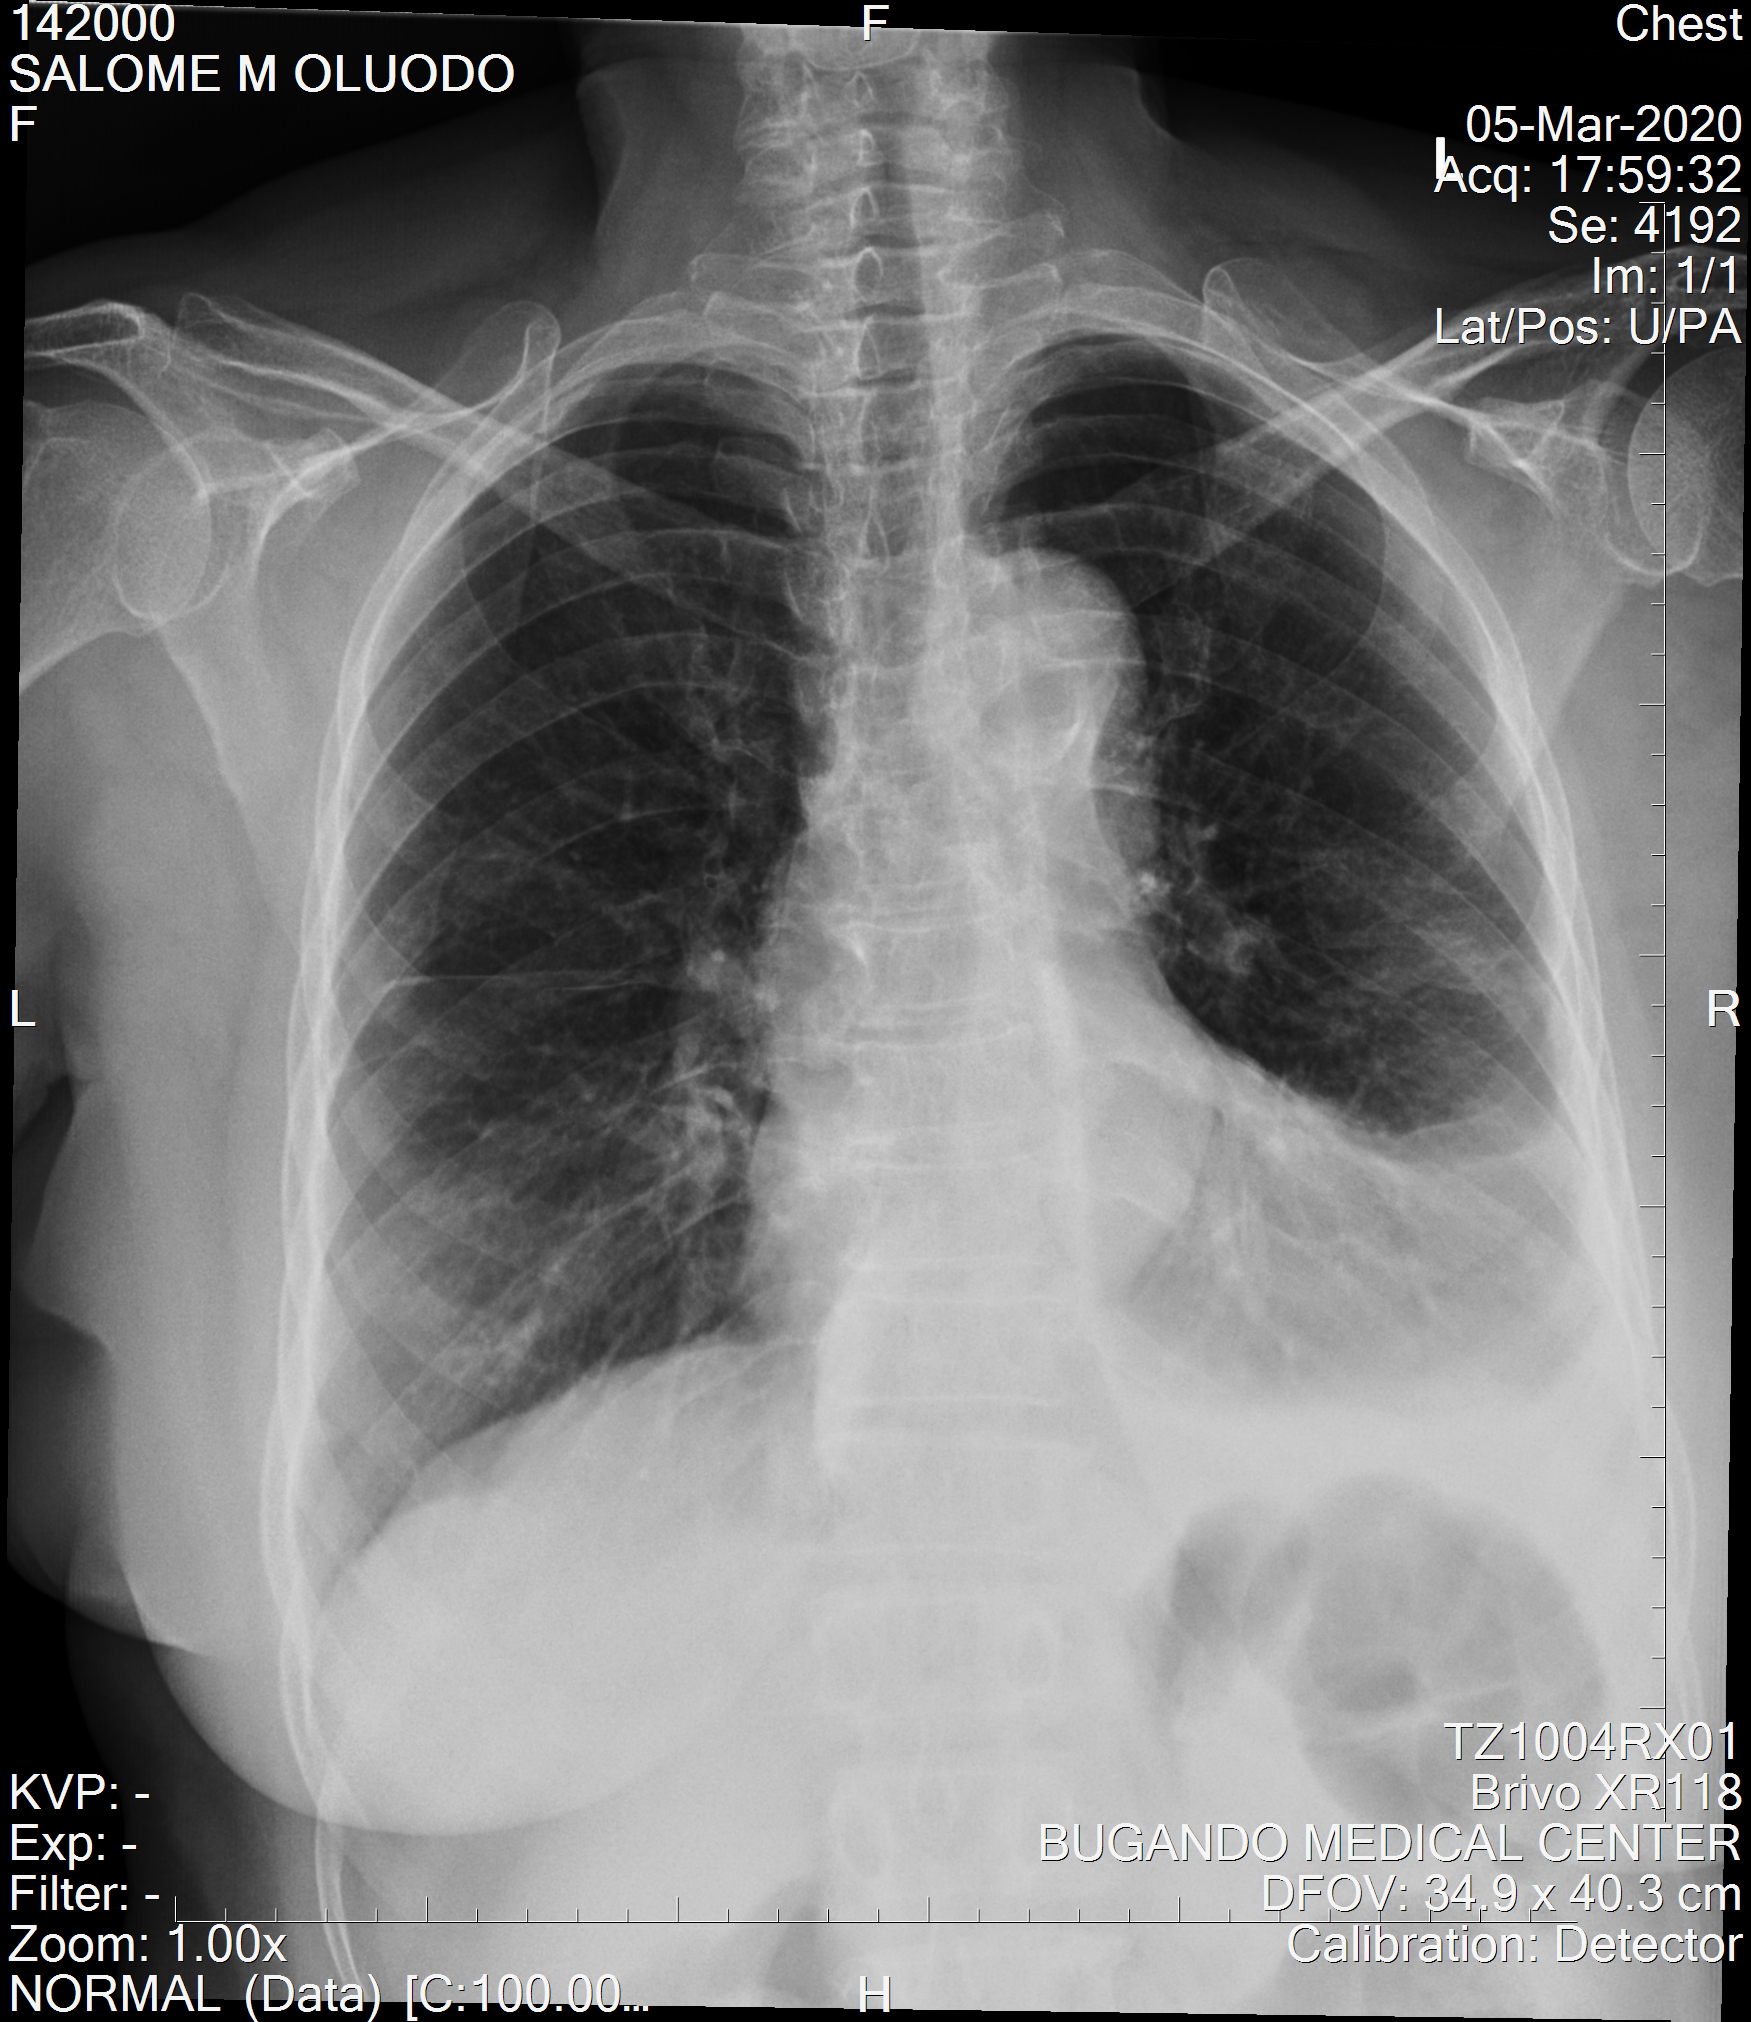 142000
SALOME M OLUODO
F
F
Chest
05-Mar-2020
L
Acq: 17:59:32
Se: 4192
Im: 1/1
Lat/Pos: U/PA
L
R
TZ1004RX01
Brivo XR118
BUGANDO MEDICAL CENTER
DFOV: 34.9 x 40.3 cm
Calibration: Detector
KVP: -
Exp: -
Filter: -
Zoom: 1.00x
NORMAL (Data) [C:100.00...
H